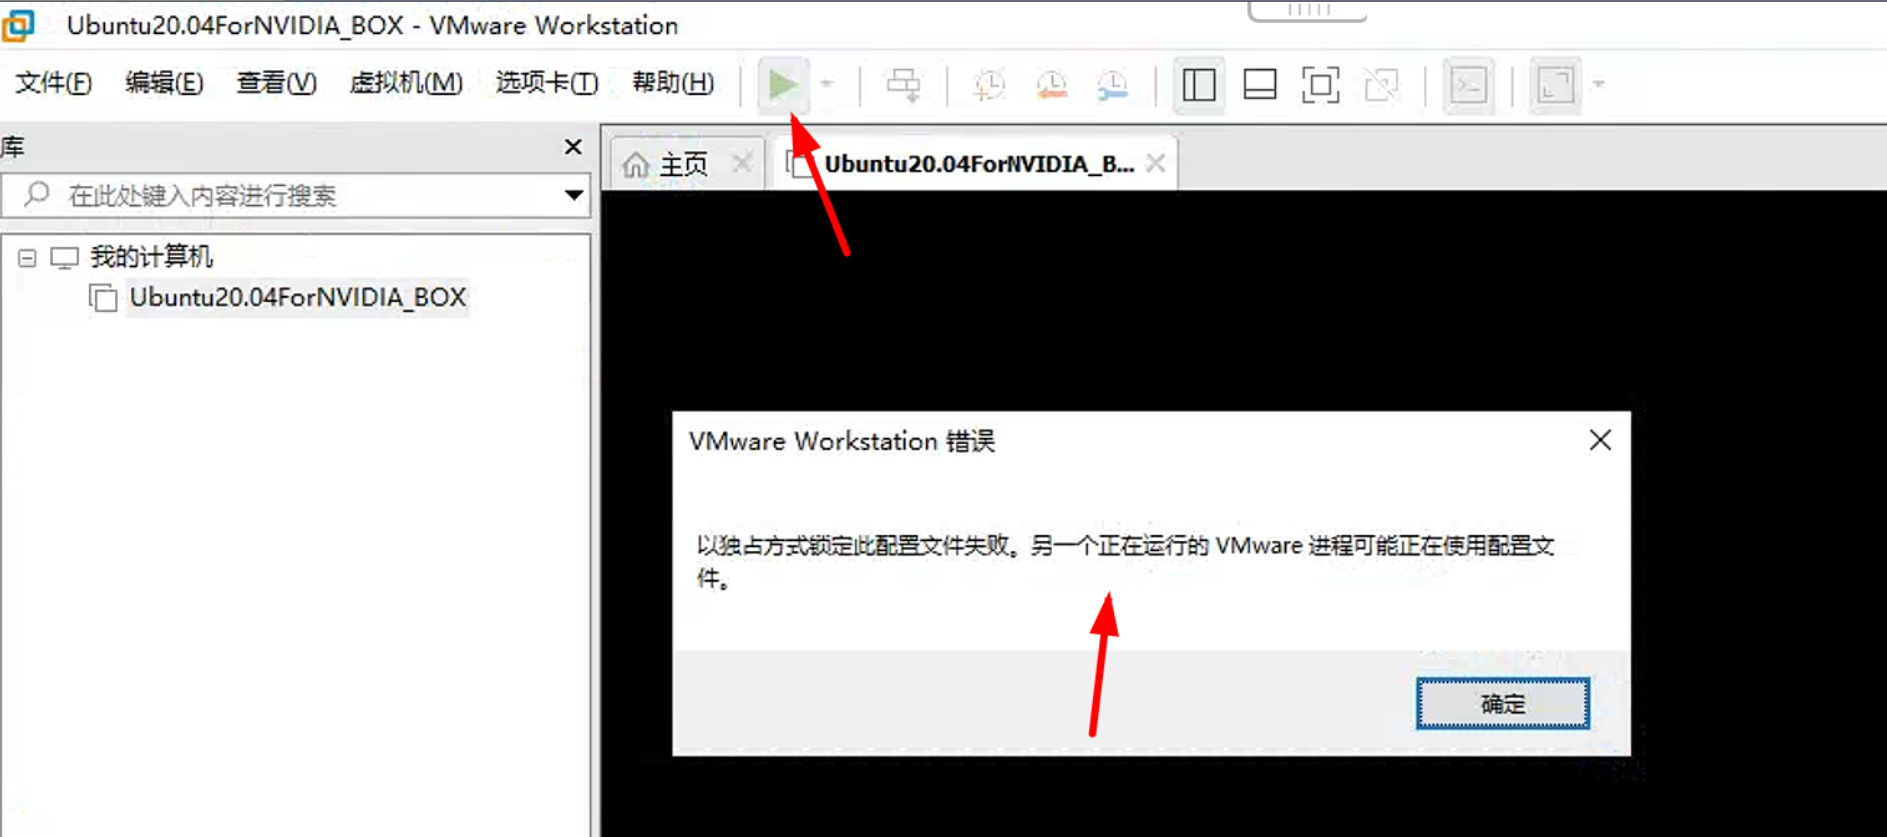 Ubuntu20.04ForNVIDIA_BOX - VMware Workstation
文件(F) 编辑(E) 查看(V) 虚拟机(M) 选项卡(T) 帮助(H)
库
主页
Ubuntu20.04ForNVIDIA_B...
在此处键入内容进行搜索
我的计算机
Ubuntu20.04ForNVIDIA_BOX
VMware Workstation 错误
以独占方式锁定此配置文件失败。另一个正在运行的 VMware 进程可能正在使用配置文
件。
确定